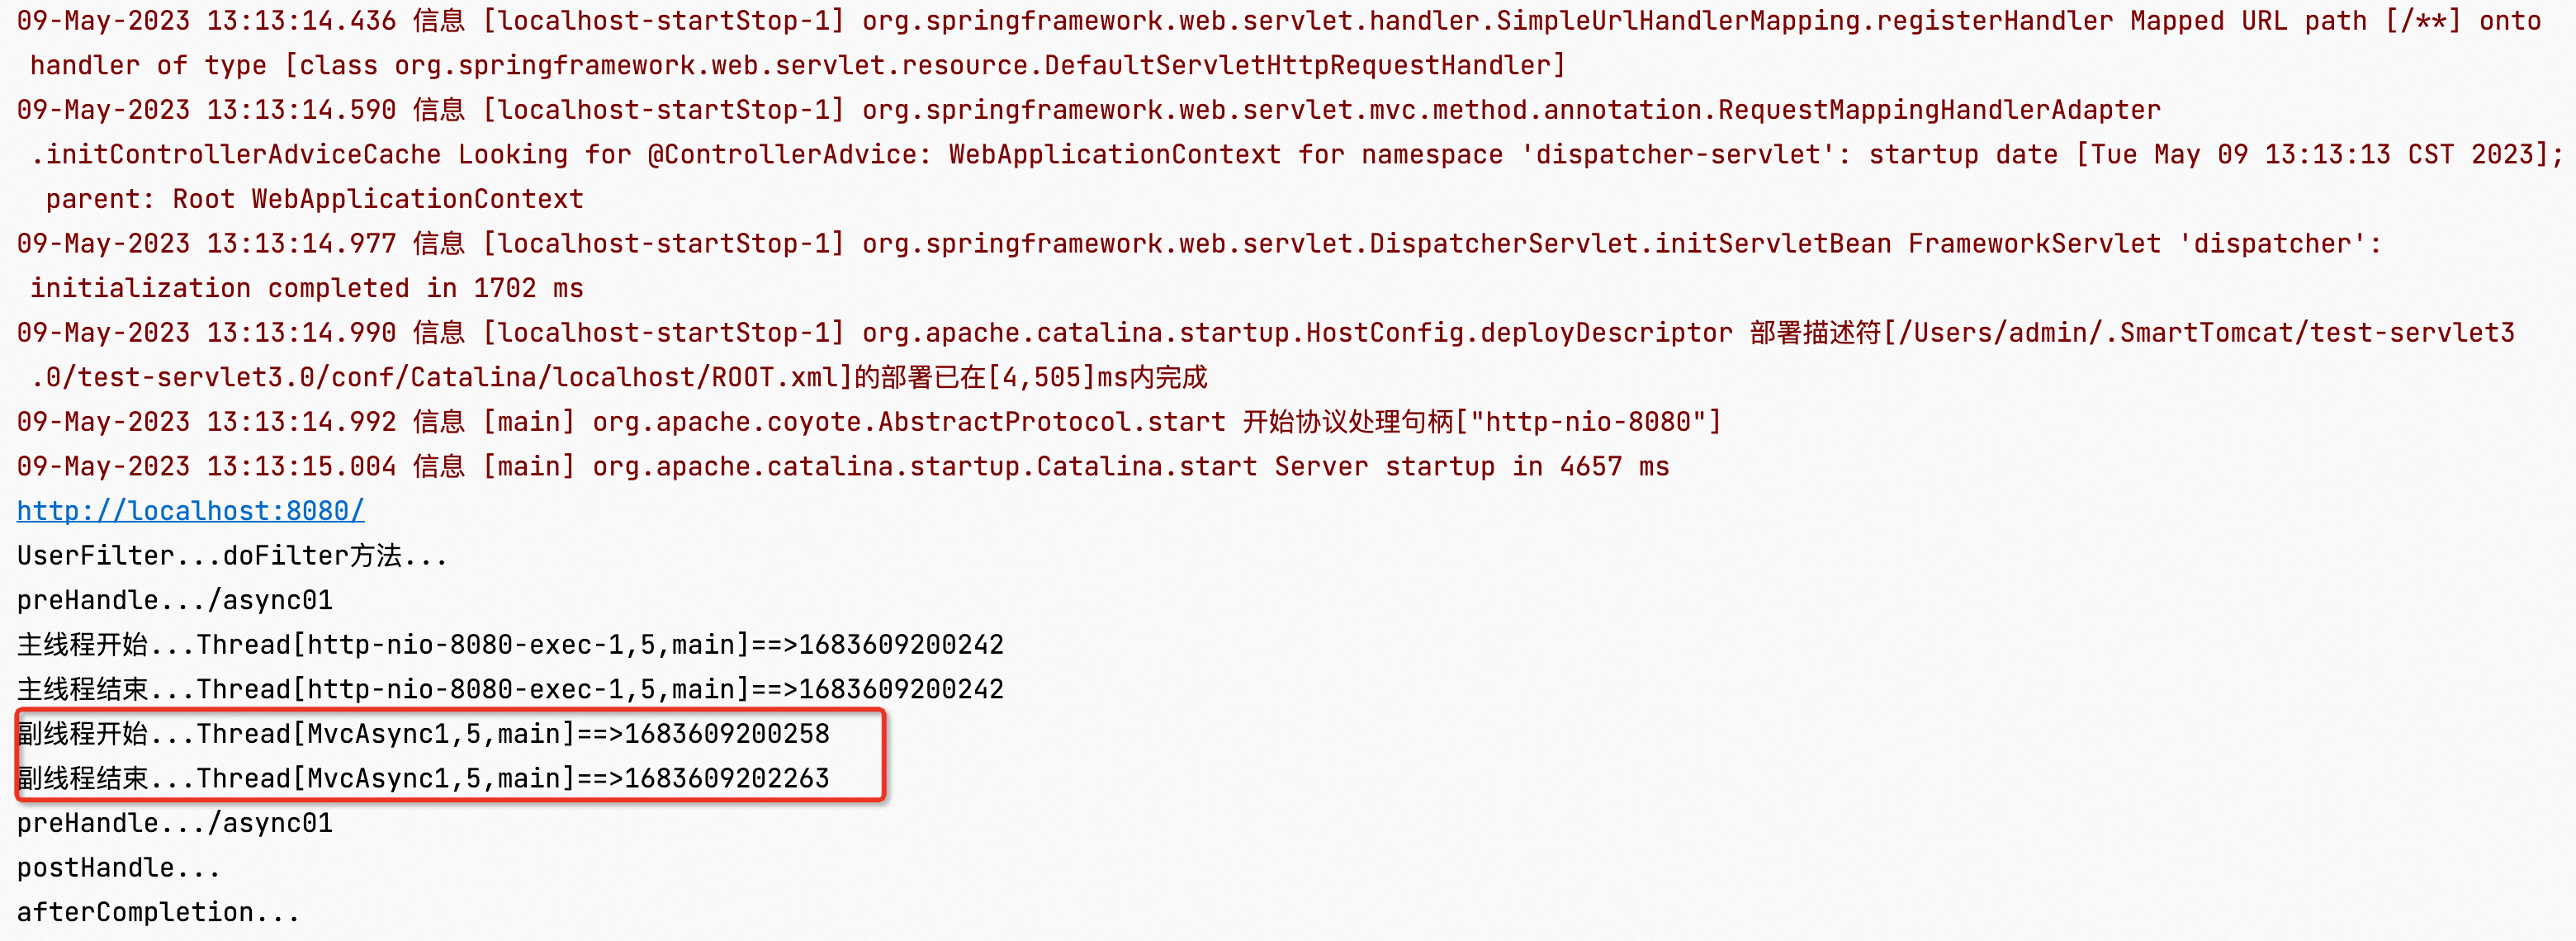 09-May-2023 13:13:14.436 信息 [localhost-startStop-1] org.springframework.web.servlet.handler.SimpleUrlHandlerMapping.registerHandler Mapped URL path [/**] onto
handler of type [class org.springframework.web.servlet.resource.DefaultServletHttpRequestHandler]
09-May-2023 13:13:14.590 信息 [localhost-startStop-1] org.springframework.web.servlet.mvc.method.annotation.RequestMappingHandlerAdapter
.initControllerAdviceCache Looking for @ControllerAdvice: WebApplicationContext for namespace 'dispatcher-servlet': startup date [Tue May 09 13:13:13 CST 2023];
parent: Root WebApplicationContext
09-May-2023 13:13:14.977 信息 [localhost-startStop-1] org.springframework.web.servlet.DispatcherServlet.initServletBean FrameworkServlet 'dispatcher':
initialization completed in 1702 ms
09-May-2023 13:13:14.990 信息 [localhost-startStop-1] org.apache.catalina.startup.HostConfig.deployDescriptor 部署描述符[/Users/admin/.SmartTomcat/test-servlet3
.0/test-servlet3.0/conf/Catalina/localhost/ROOT.xml]的部署已在[4,505]ms内完成
09-May-2023 13:13:14.992 信息 [main] org.apache.coyote.AbstractProtocol.start 开始协议处理句柄["http-nio-8080"]
09-May-2023 13:13:15.004 信息 [main] org.apache.catalina.startup.Catalina.start Server startup in 4657 ms
http://localhost:8080/
UserFilter...doFilter方法...
preHandle.../async01
主线程开始...Thread[http-nio-8080-exec-1,5,main]==>1683609200242
主线程结束...Thread[http-nio-8080-exec-1,5,main]==>1683609200242
副线程开始...Thread[MvcAsync1,5,main]==>1683609200258
副线程结束...Thread[MvcAsync1,5,main]==>1683609202263
preHandle.../async01
postHandle...
afterCompletion...